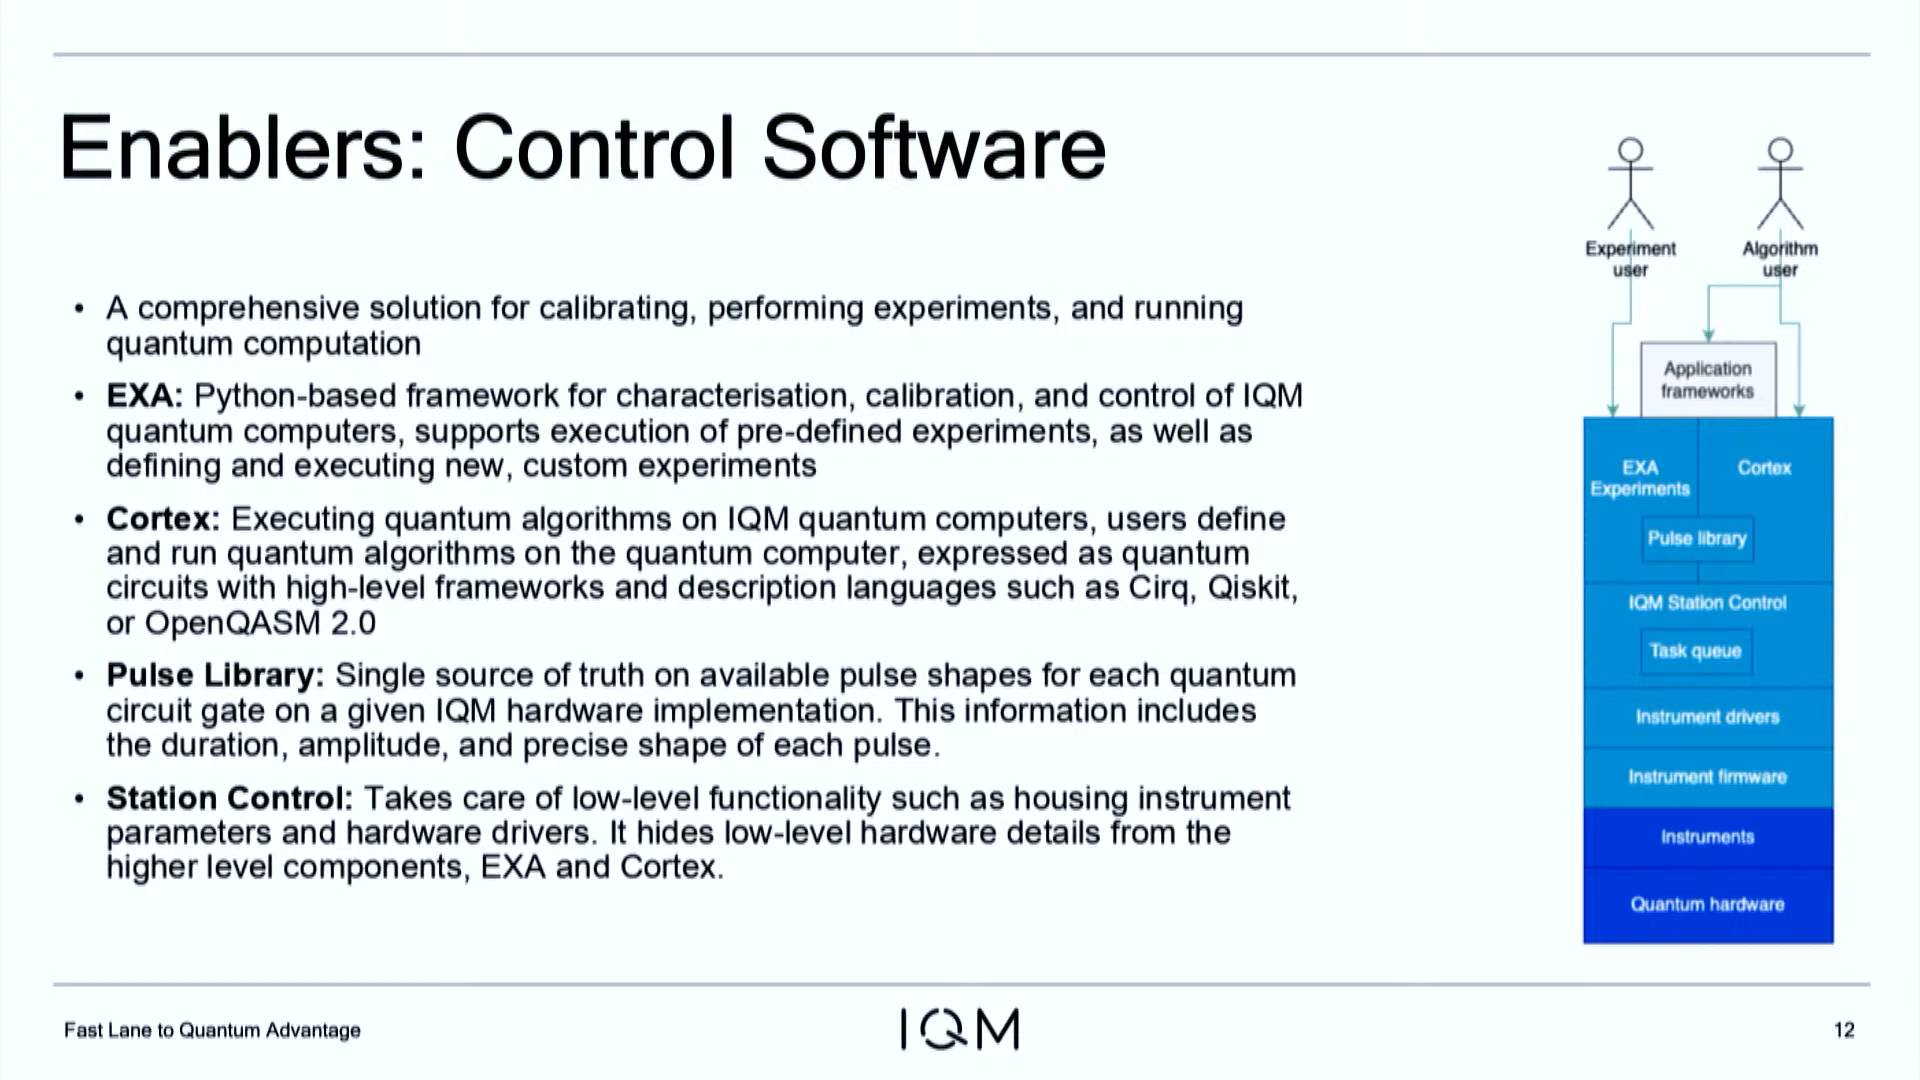 Enablers: Control Software
• A comprehensive solution for calibrating, performing experiments, and running
quantum computation
• EXA: Python-based framework for characterisation, calibration, and control of IQM
quantum computers, supports execution of pre-defined experiments, as well as
defining and executing new, custom experiments
• Cortex: Executing quantum algorithms on IQM quantum computers, users define
and run quantum algorithms on the quantum computer, expressed as quantum
circuits with high-level frameworks and description languages such as Cirq, Qiskit,
or OpenQASM 2.0
• Pulse Library: Single source of truth on available pulse shapes for each quantum
circuit gate on a given IQM hardware implementation. This information includes
the duration, amplitude, and precise shape of each pulse.
• Station Control: Takes care of low-level functionality such as housing instrument
parameters and hardware drivers. It hides low-level hardware details from the
higher level components, EXA and Cortex.
Experiment
user
Algorithm
user
Application
frameworks
EXA
Experiments
Cortex
Pulse library
IQM Station Control
Task queue
Instrument drivers
Instrument firmware
Instruments
Quantum hardware
Fast Lane to Quantum Advantage
IQM
12